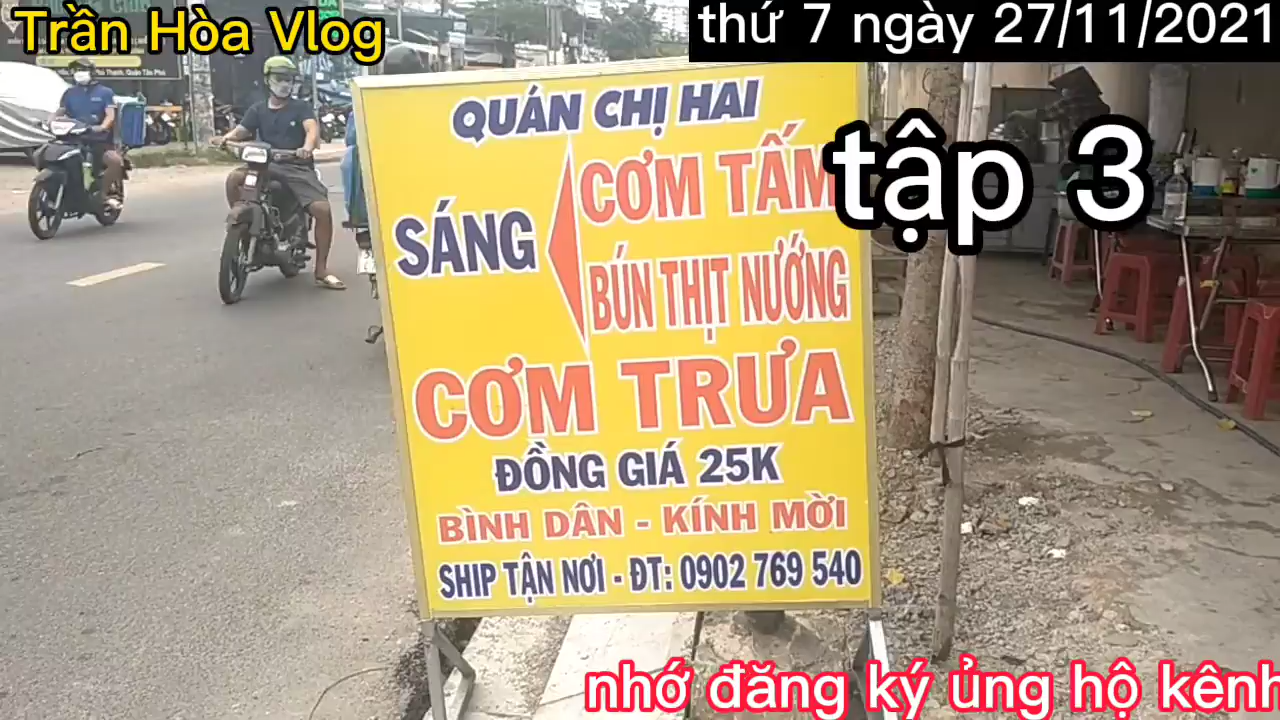 Trần Hòa Vlog
thứ 7 ngày 27/11/2021
tập 3
QUÁN CHỊ HAI
SÁNG
CƠM TẤM
BÚN THỊT NƯỚNG
CƠM TRƯA
ĐỒNG GIÁ 25K
BÌNH DÂN - KÍNH MỜI
SHIP TẬN NƠI - ĐT: 0902 769 540
nhớ đăng ký ủng hộ kênh